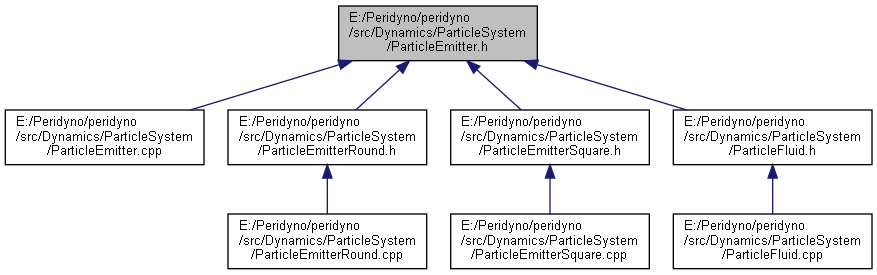 E:/Peridyno/peridyno
/src/Dynamics/ParticleSystem
/ParticleEmitter.h
E:/Peridyno/peridyno
/src/Dynamics/ParticleSystem
/ParticleEmitter.cpp
E:/Peridyno/peridyno
/src/Dynamics/ParticleSystem
/ParticleEmitterRound.h
E:/Peridyno/peridyno
/src/Dynamics/ParticleSystem
/ParticleEmitterSquare.h
E:/Peridyno/peridyno
/src/Dynamics/ParticleSystem
/ParticleFluid.h
E:/Peridyno/peridyno
/src/Dynamics/ParticleSystem
/ParticleEmitterRound.cpp
E:/Peridyno/peridyno
/src/Dynamics/ParticleSystem
/ParticleEmitterSquare.cpp
E:/Peridyno/peridyno
/src/Dynamics/ParticleSystem
/ParticleFluid.cpp